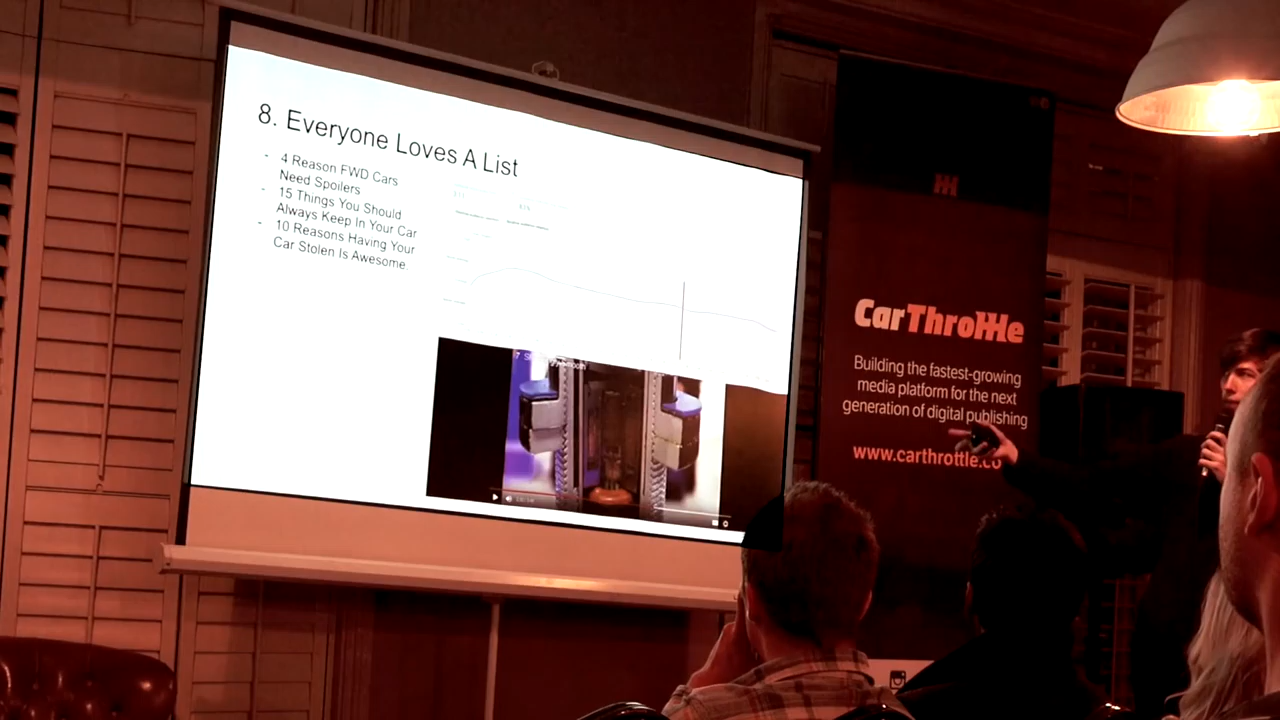 8. Everyone Loves A List
- 4 Reason FWD Cars
Need Spoilers
- 15 Things You Should
Always Keep In Your Car
- 10 Reasons Having Your
Car Stolen Is Awesome
CarThrottle
Building the fastest-growing
media platform for the next
generation of digital publishing
www.carthrottle.co